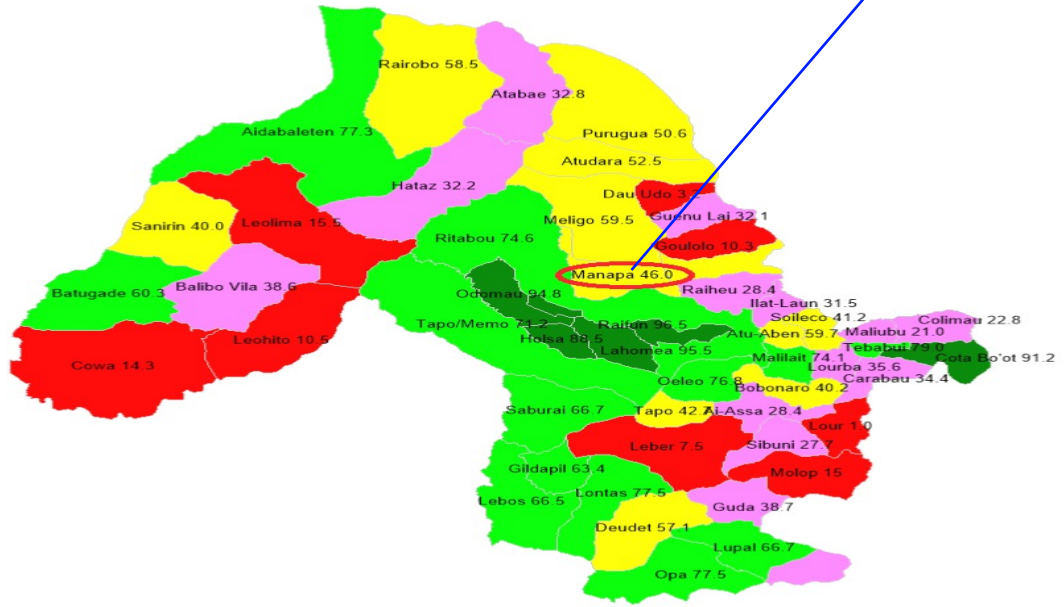 Rairobo 58.5
Atabae 32.8
Aidabaleten 77.3
Purugua 50.6
Atudara 52.5
Hataz 32.2
Dau Udo 3.2
Guenu Lai 32.1
Meligo 59.5
Sanirin 40.0
Leolima 15.5
Ritabou 74.6
Goulolo 10.3
Manapa 46.0
Batugade 60.3
Balibo Vila 38.6
Odomau 94.8
Raiheu 28.4
Ilat-Laun 31.5
Soileco 41.2
Colimau 22.8
Tapo/Memo 71.2
Raifun 96.5
Atu-Aben 59.7
Maliubu 21.0
Leohito 10.5
Holsa 88.5
Lahomea 95.5
Tebabui 79.0
Malilait 74.1
Cota Bo'ot 91.2
Cowa 14.3
Lourba 35.6
Oeleo 76.8
Carabau 34.4
Bobonaro 40.2
Saburai 66.7
Tapo 42.7
Ai-Assa 28.4
Lour 1.0
Leber 7.5
Sibuni 27.7
Gildapil 63.4
Molop 15
Lebos 66.5
Lontas 77.5
Guda 38.7
Deudet 57.1
Lupal 66.7
Opa 77.5